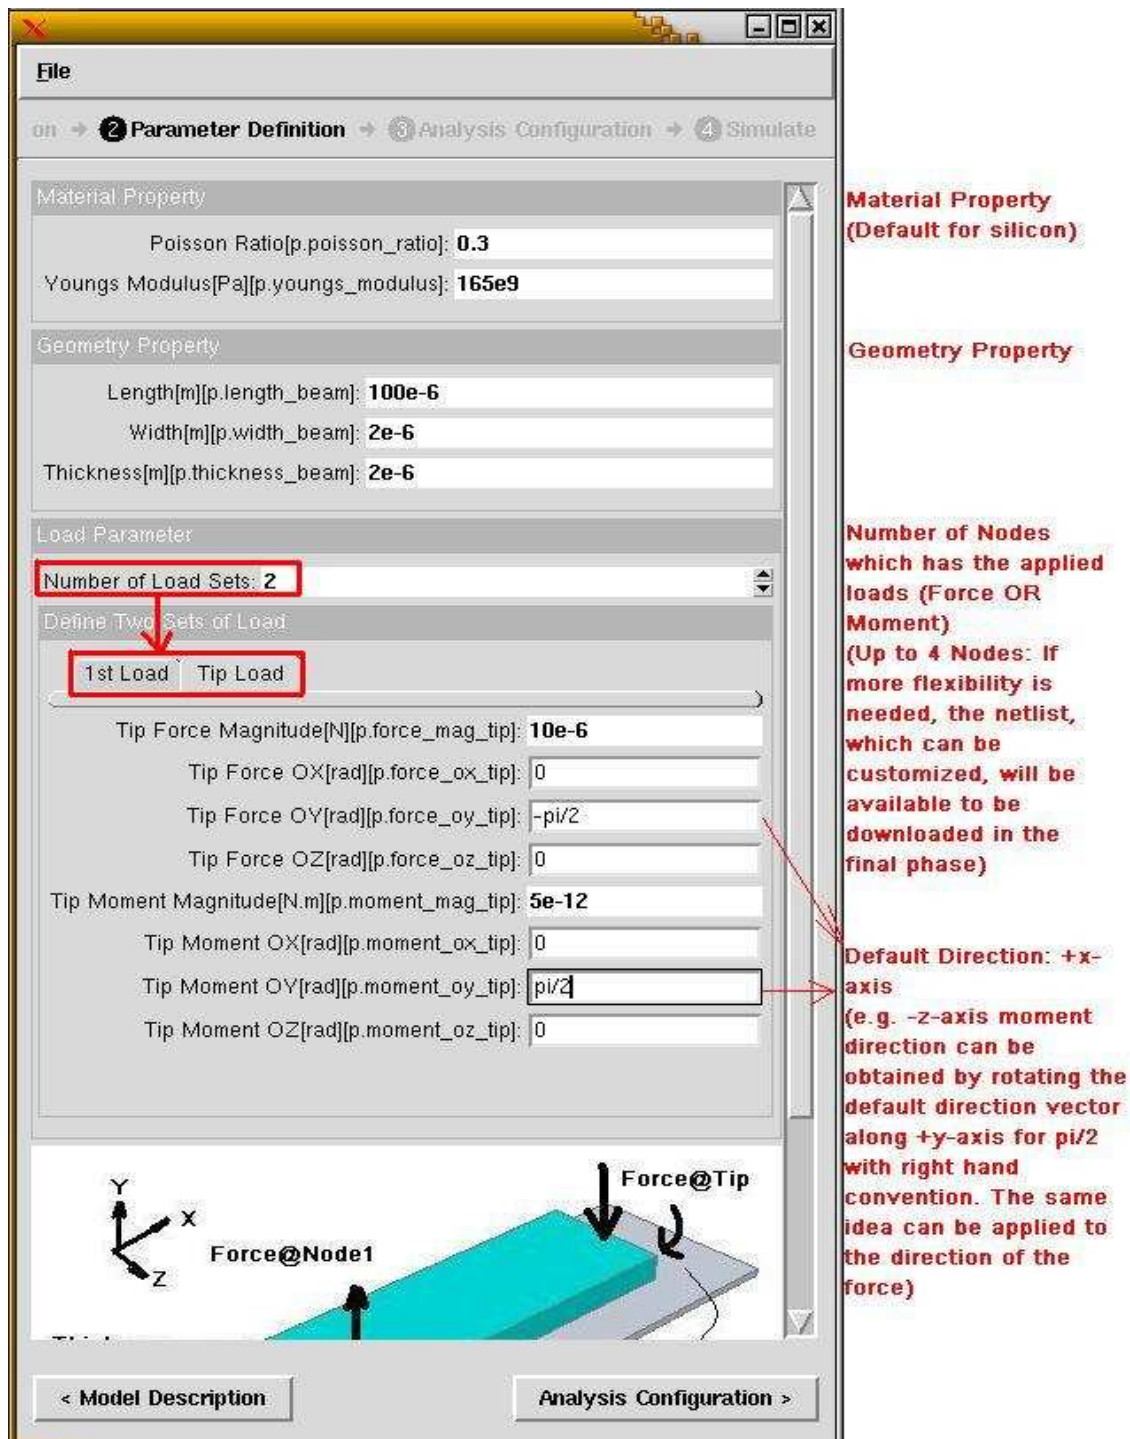 File
on → 2 Parameter Definition → 3 Analysis Configuration → 4 Simulate
Material Property
Poisson Ratio[p.poisson_ratio]: 0.3
Youngs Modulus[Pa][p.youngs_modulus]: 165e9
Geometry Property
Length[m][p.length_beam]: 100e-6
Width[m][p.width_beam]: 2e-6
Thickness[m][p.thickness_beam]: 2e-6
Load Parameter
Number of Load Sets: 2
Define Two Sets of Load
1st Load Tip Load
Tip Force Magnitude[N][p.force_mag_tip]: 10e-6
Tip Force OX[rad][p.force_ox_tip]: 0
Tip Force OY[rad][p.force_oy_tip]: -pi/2
Tip Force OZ[rad][p.force_oz_tip]: 0
Tip Moment Magnitude[N.m][p.moment_mag_tip]: 5e-12
Tip Moment OX[rad][p.moment_ox_tip]: 0
Tip Moment OY[rad][p.moment_oy_tip]: pi/2
Tip Moment OZ[rad][p.moment_oz_tip]: 0
Y
X
Z
Force@Node1
Force@Tip
< Model Description
Analysis Configuration >
Material Property
(Default for silicon)
Geometry Property
Number of Nodes
which has the applied
loads (Force OR
Moment)
(Up to 4 Nodes: If
more flexibility is
needed, the netlist,
which can be
customized, will be
available to be
downloaded in the
final phase)
Default Direction: +x-
axis
(e.g. -z-axis moment
direction can be
obtained by rotating the
default direction vector
along +y-axis for pi/2
with right hand
convention. The same
idea can be applied to
the direction of the
force)